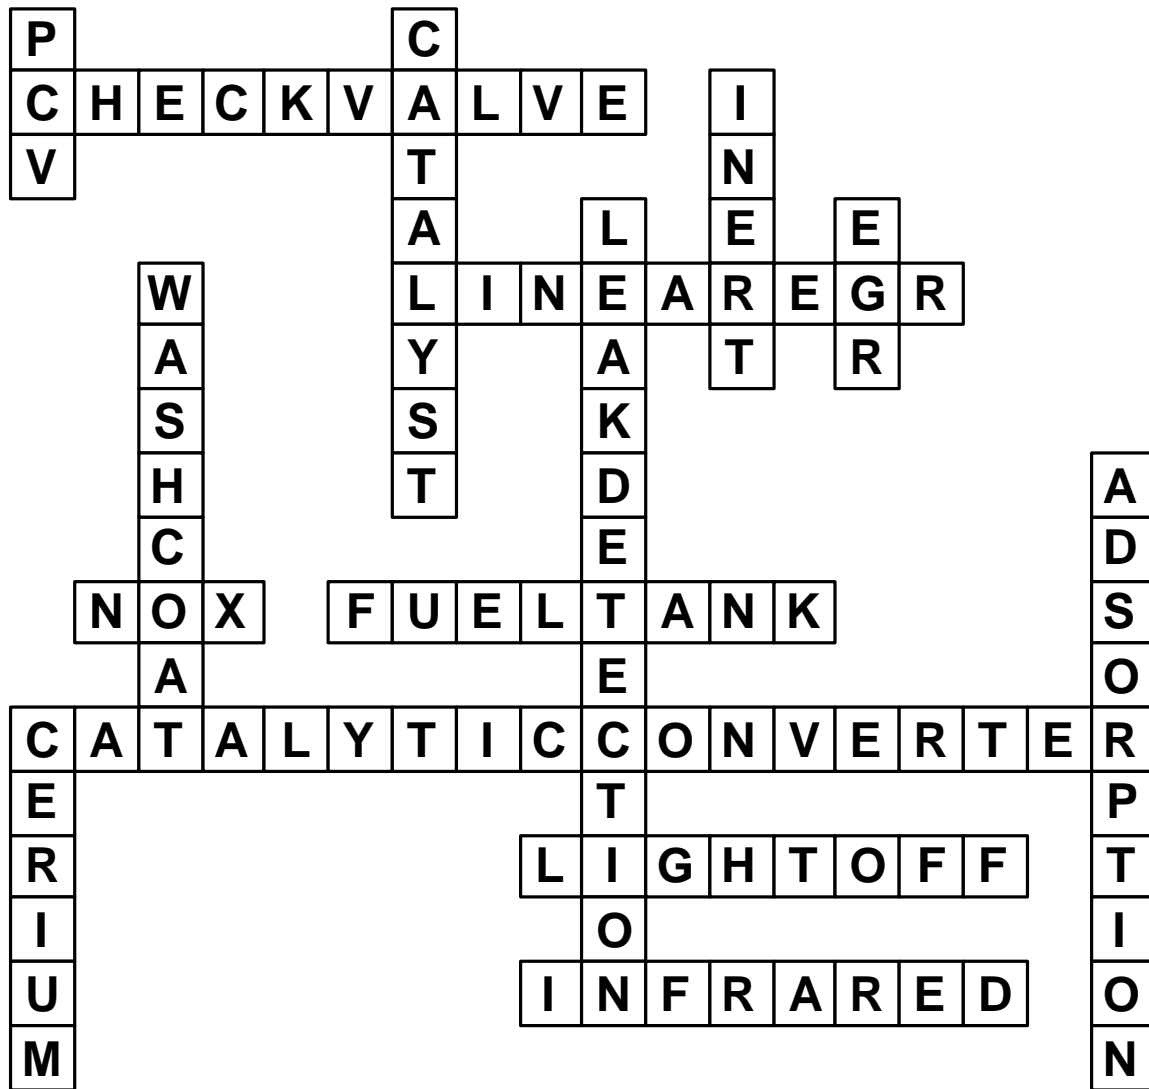 P C
CHECKVALVE I
V T N
A L E E
W LINEAREGR
A Y A T R
S S K
H T D A
C E D
NOX FUELTANK S
A E O
CATALYTICCONVERTER
E T P
R LIGHTOFF T
I O I
U INFRARED O
M N